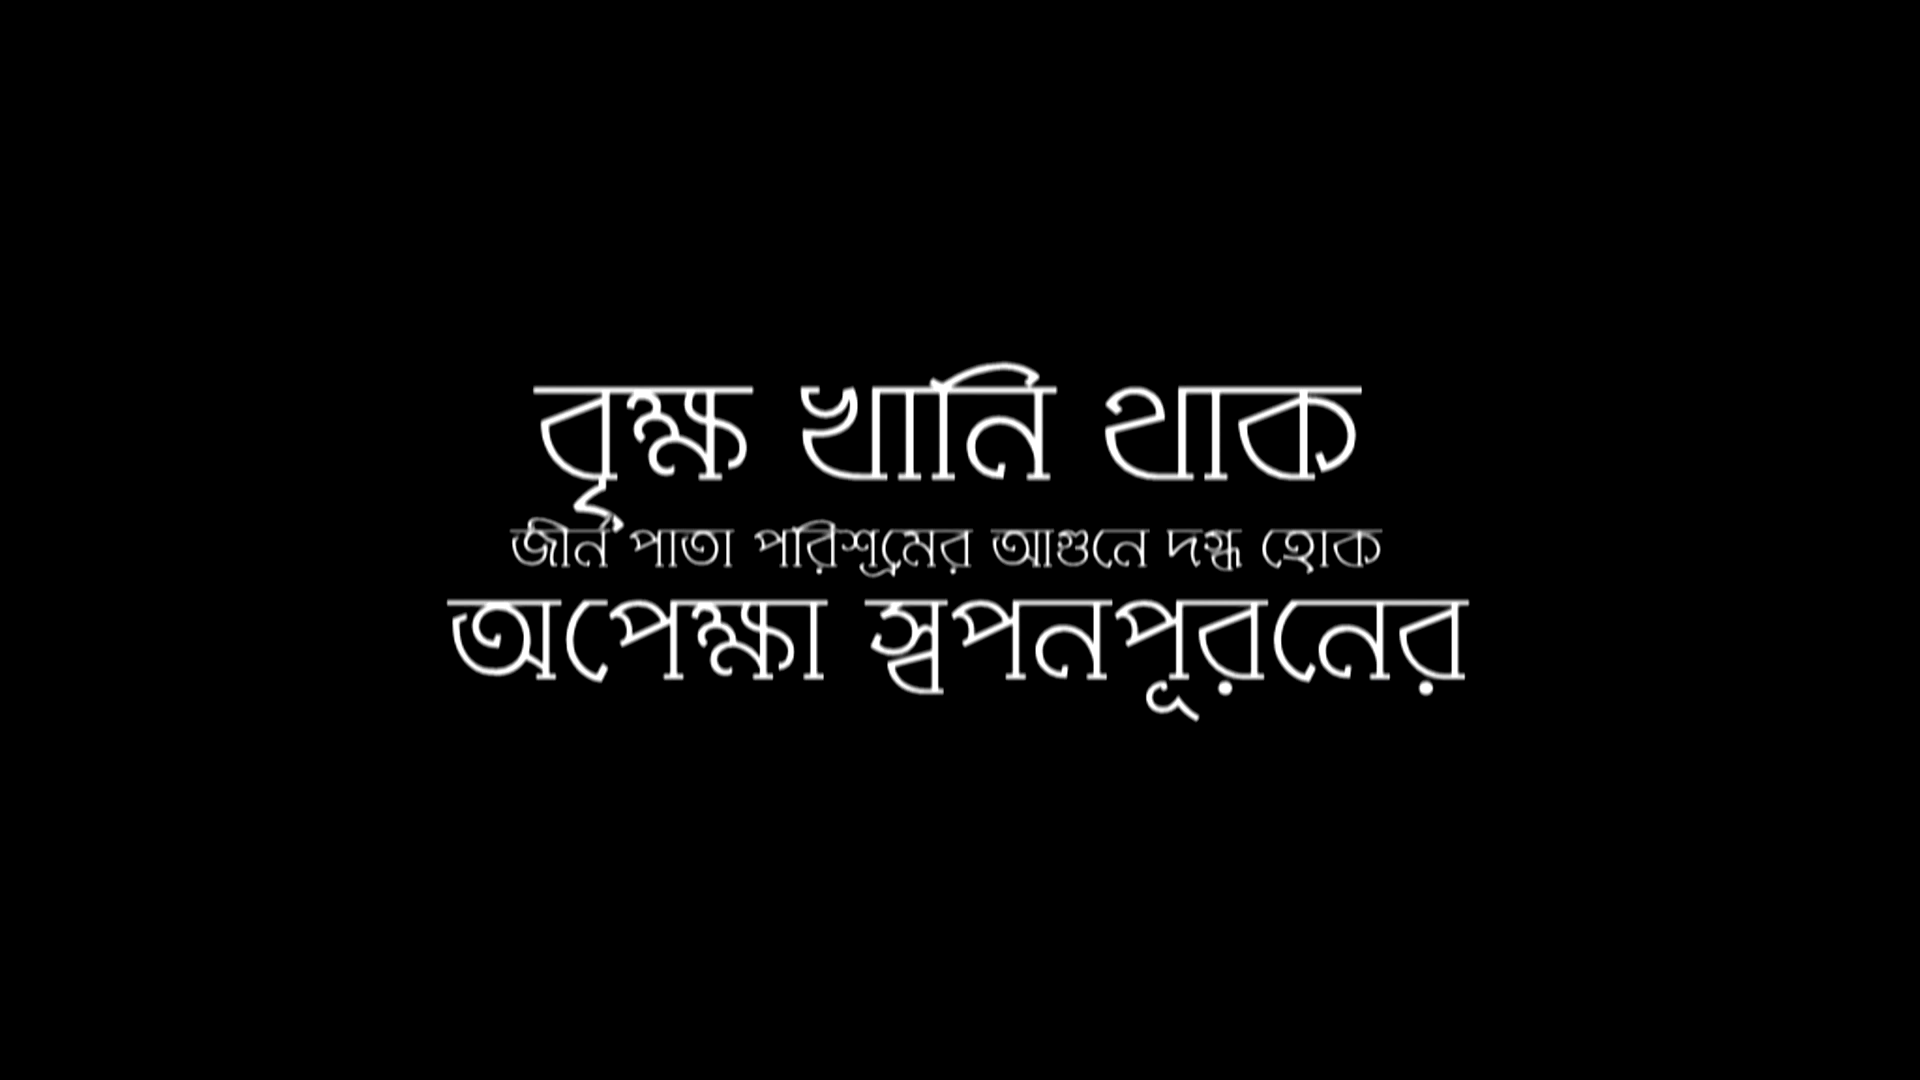 বৃক্ষ খানি থাক
জীর্ন পাতা পরিশ্রমের আগুনে দগ্ধ হোক
অপেক্ষা স্বপনপূরনের